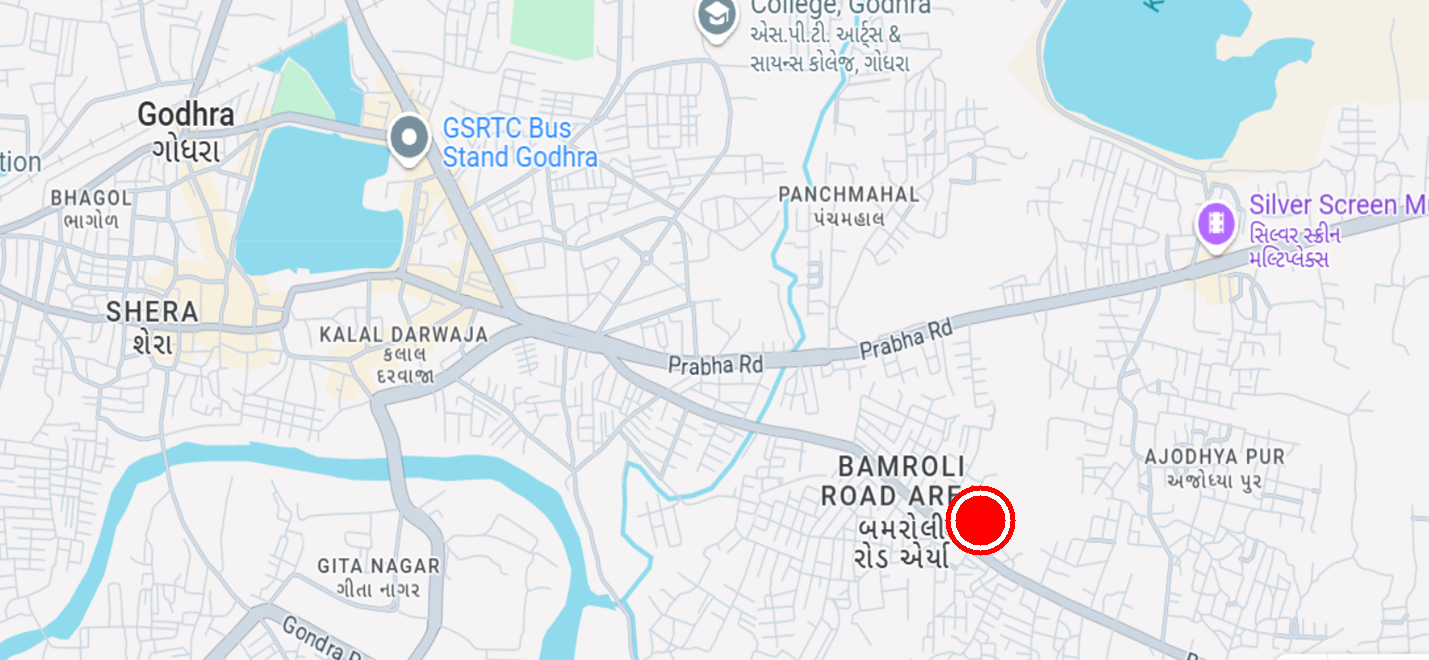 College, Godhra
એસ.પી.ટી. આર્ટ્સ &
સાયન્સ કોલેજ, ગોધરા
Godhra
ગોધરા
GSRTC Bus
Stand Godhra
tion
BHAGOL
ભાગોળ
PANCHMAHAL
પંચમહાલ
Silver Screen Mu
સિલ્વર સ્ક્રીન
મલ્ટિપ્લેક્સ
SHERA
શેરા
KALAL DARWAJA
કલાલ
દરવાજા
Prabha Rd
Prabha Rd
BAMROLI
ROAD ARE
બમરોલી
રોડ એર્યા
AJODHYA PUR
અજોધ્યા પુર
GITA NAGAR
ગીતા નાગર
Gondra